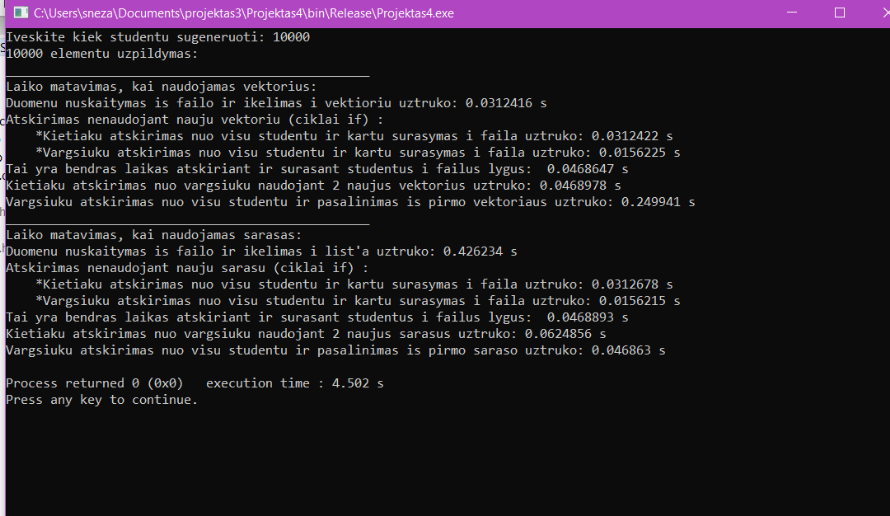 C:\Users\sneza\Documents\projektas3\Projektas4\bin\Release\Projektas4.exe
Iveskite kiek studentu sugeneruoti: 10000
10000 elementu uzpildymas:
Laiko matavimas, kai naudojamas vektorius:
Duomenu nuskaitymas is failo ir ikelimas i vektioriu uztruko: 0.0312416 s
Atskirimas nenaudojant nauju vektoriu (ciklai if) :
*Kietiaku atskirimas nuo visu studentu ir kartu surasymas i faila uztruko: 0.0312422 s
*Vargsiuku atskirimas nuo visu studentu ir kartu surasymas i faila uztruko: 0.0156225 s
Tai yra bendras laikas atskiriant ir surasant studentus i failus lygus:  0.0468647 s
Kietiaku atskirimas nuo vargsiuku naudojant 2 naujus vektorius uztruko: 0.0468978 s
Vargsiuku atskirimas nuo visu studentu ir pasalinimas is pirmo vektoriaus uztruko: 0.249941 s
Laiko matavimas, kai naudojamas sarasas:
Duomenu nuskaitymas is failo ir ikelimas i list'a uztruko: 0.426234 s
Atskirimas nenaudojant nauju sarasu (ciklai if) :
*Kietiaku atskirimas nuo visu studentu ir kartu surasymas i faila uztruko: 0.0312678 s
*Vargsiuku atskirimas nuo visu studentu ir kartu surasymas i faila uztruko: 0.0156215 s
Tai yra bendras laikas atskiriant ir surasant studentus i failus lygus:  0.0468893 s
Kietiaku atskirimas nuo vargsiuku naudojant 2 naujus sarasus uztruko: 0.0624856 s
Vargsiuku atskirimas nuo visu studentu ir pasalinimas is pirmo saraso uztruko: 0.046863 s
Process returned 0 (0x0)   execution time : 4.502 s
Press any key to continue.